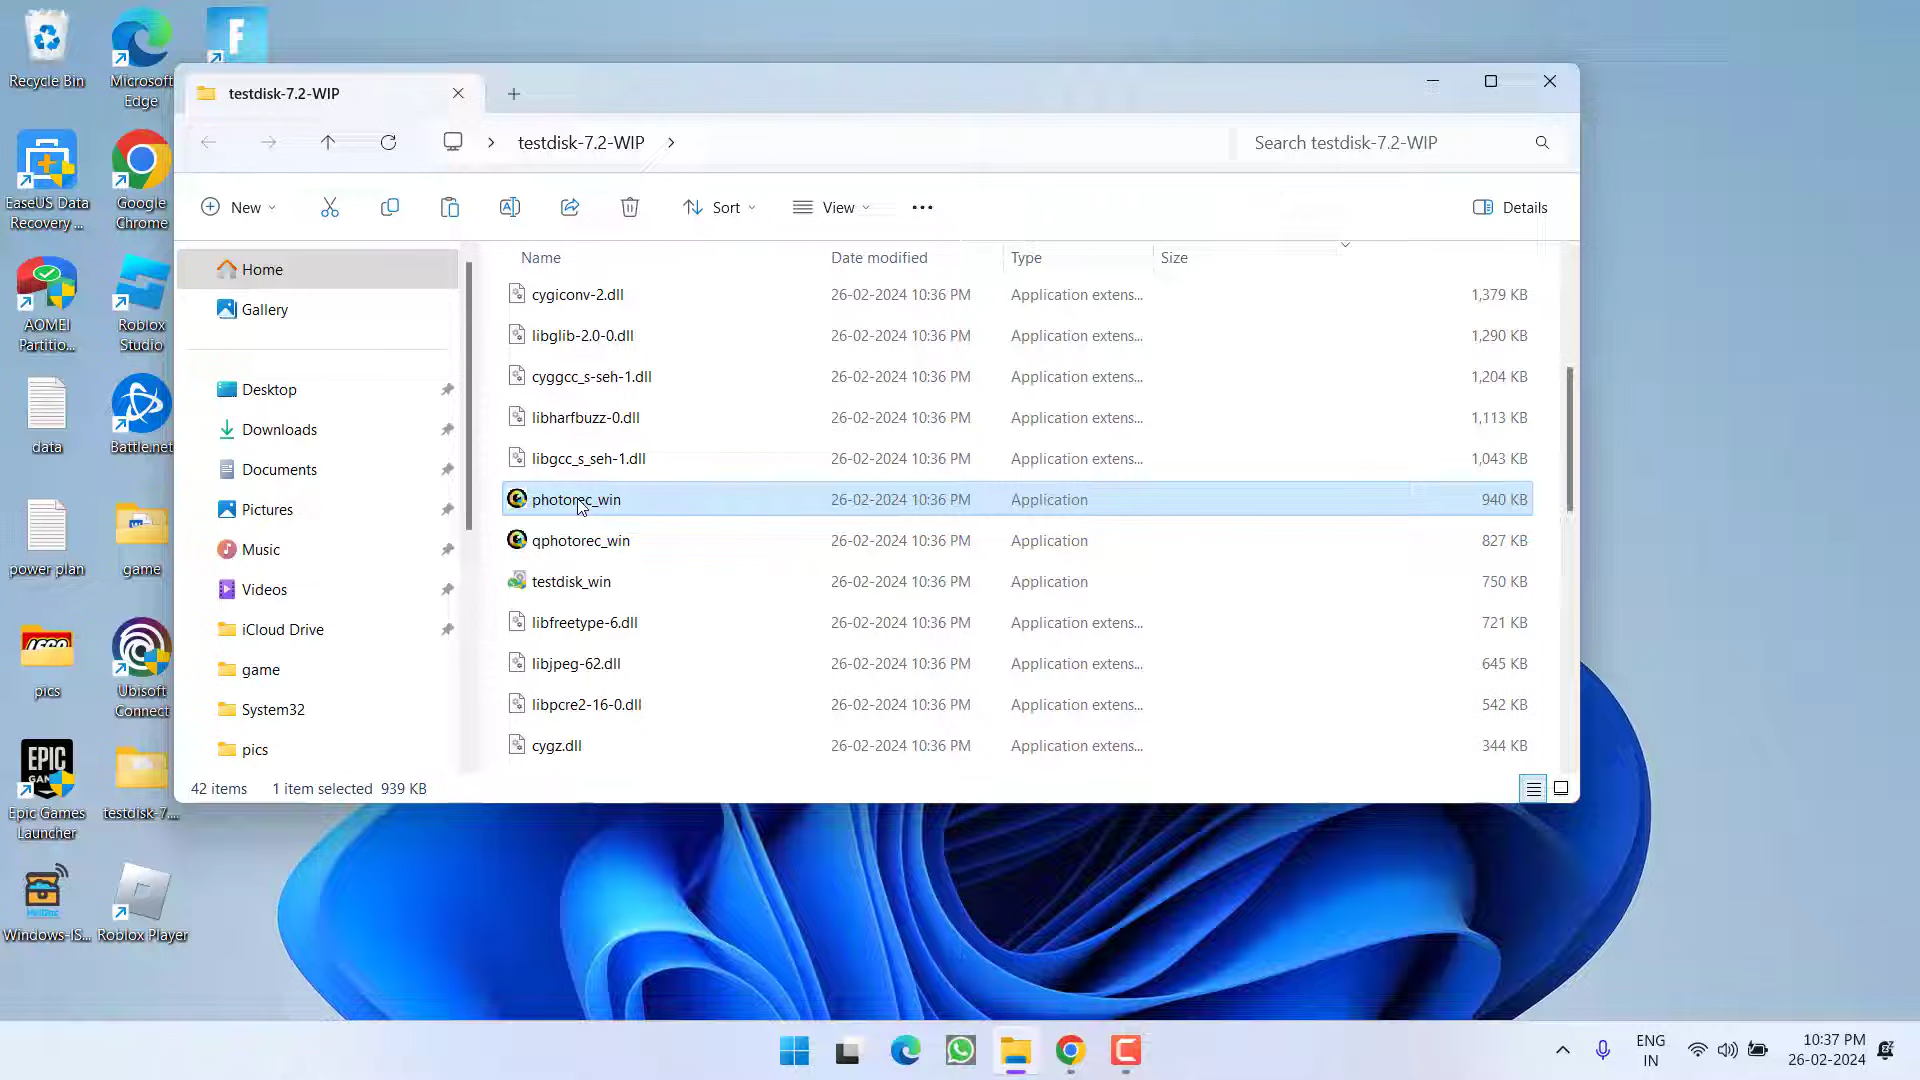 Recycle Bin
Microsoft
Edge
EaseUS Data
Recovery ...
Google
Chrome
AOMEI
Partitio...
Roblox
Studio
data
Battle.net
power plan
game
LEGO
pics
Ubisoft
Connect
EPIC
GAMES
Epic Games
Launcher
testdisk-7....
Windows-IS...
Roblox Player
testdisk-7.2-WIP
testdisk-7.2-WIP
Search testdisk-7.2-WIP
New
Sort
View
Details
Home
Gallery
Desktop
Downloads
Documents
Pictures
Music
Videos
iCloud Drive
game
System32
pics
Name Date modified Type Size
cygiconv-2.dll 26-02-2024 10:36 PM Application extens... 1,379 KB
libglib-2.0-0.dll 26-02-2024 10:36 PM Application extens... 1,290 KB
cyggcc_s-seh-1.dll 26-02-2024 10:36 PM Application extens... 1,204 KB
libharfbuzz-0.dll 26-02-2024 10:36 PM Application extens... 1,113 KB
libgcc_s_seh-1.dll 26-02-2024 10:36 PM Application extens... 1,043 KB
photorec_win 26-02-2024 10:36 PM Application 940 KB
qphotorec_win 26-02-2024 10:36 PM Application 827 KB
testdisk_win 26-02-2024 10:36 PM Application 750 KB
libfreetype-6.dll 26-02-2024 10:36 PM Application extens... 721 KB
libjpeg-62.dll 26-02-2024 10:36 PM Application extens... 645 KB
libpcre2-16-0.dll 26-02-2024 10:36 PM Application extens... 542 KB
cygz.dll 26-02-2024 10:36 PM Application extens... 344 KB
42 items 1 item selected 939 KB
ENG
IN
10:37 PM
26-02-2024